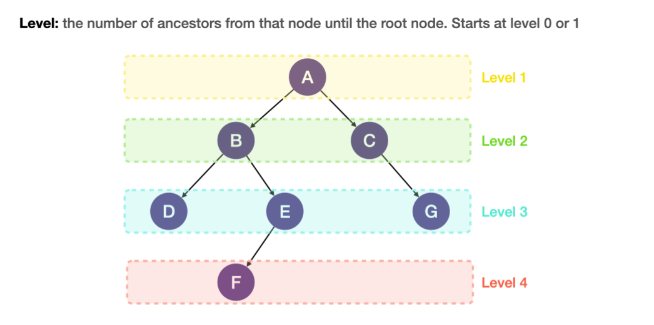 Level: the number of ancestors from that node until the root node. Starts at level 0 or 1
A
Level 1
B
C
Level 2
D
E
G
Level 3
F
Level 4